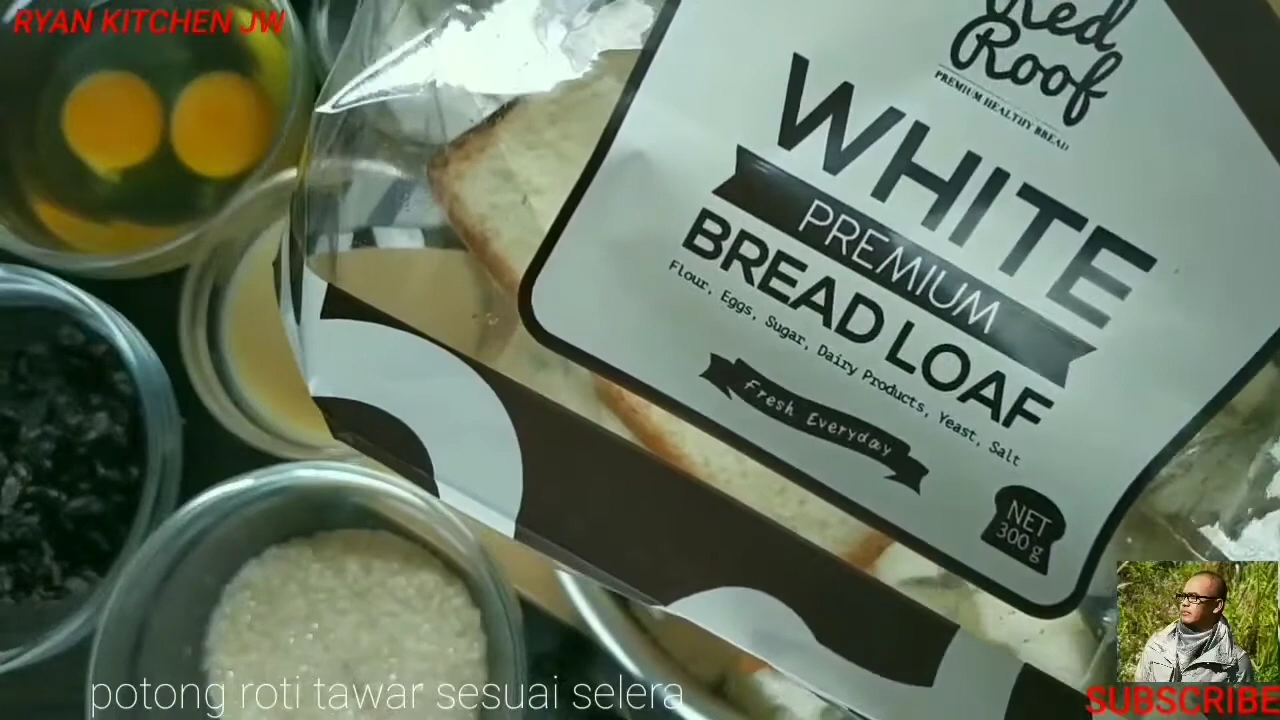 RYAN KITCHEN JW
Red
Roof
PREMIUM HEALTHY BREAD
WHITE
PREMIUM
BREAD LOAF
Flour, Eggs, Sugar, Dairy Products, Yeast, Salt
Fresh Everyday
NET
300 g
potong roti tawar sesuai selera
SUBSCRIBE